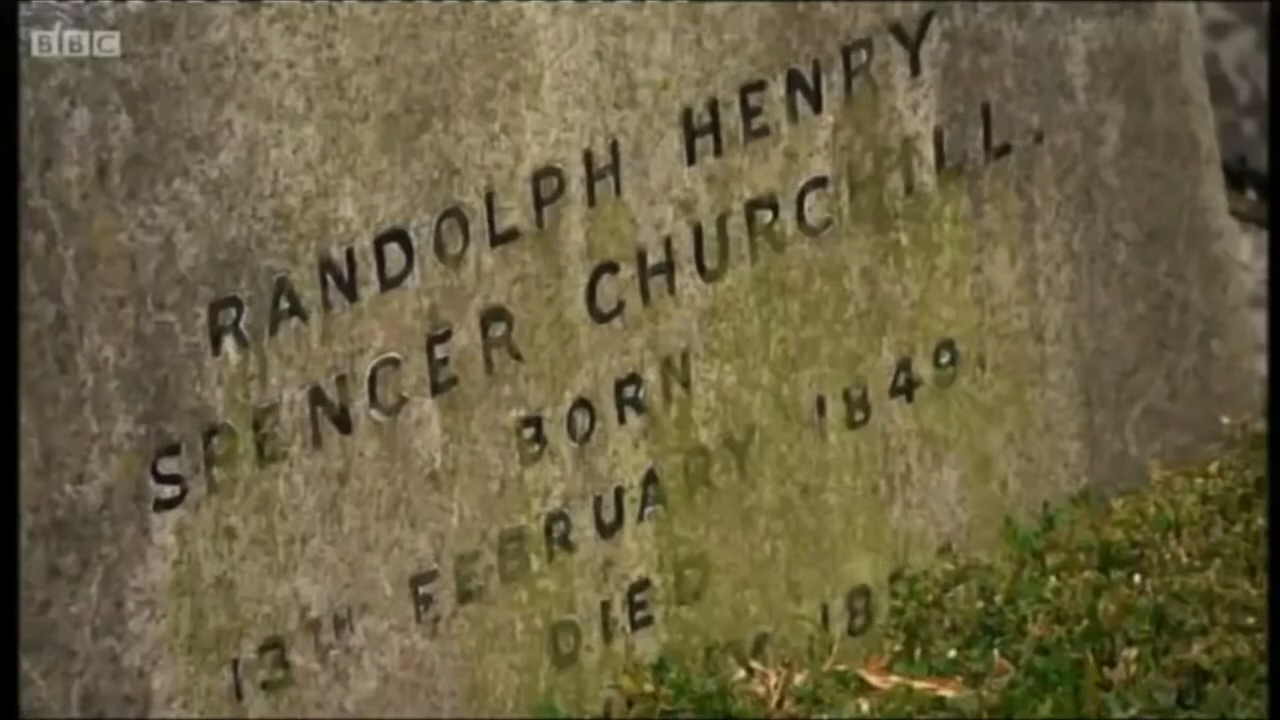 BBC
RANDOLPH HENRY
SPENCER CHURCHILL.
BORN
13TH FEBRUARY 1849.
DIED